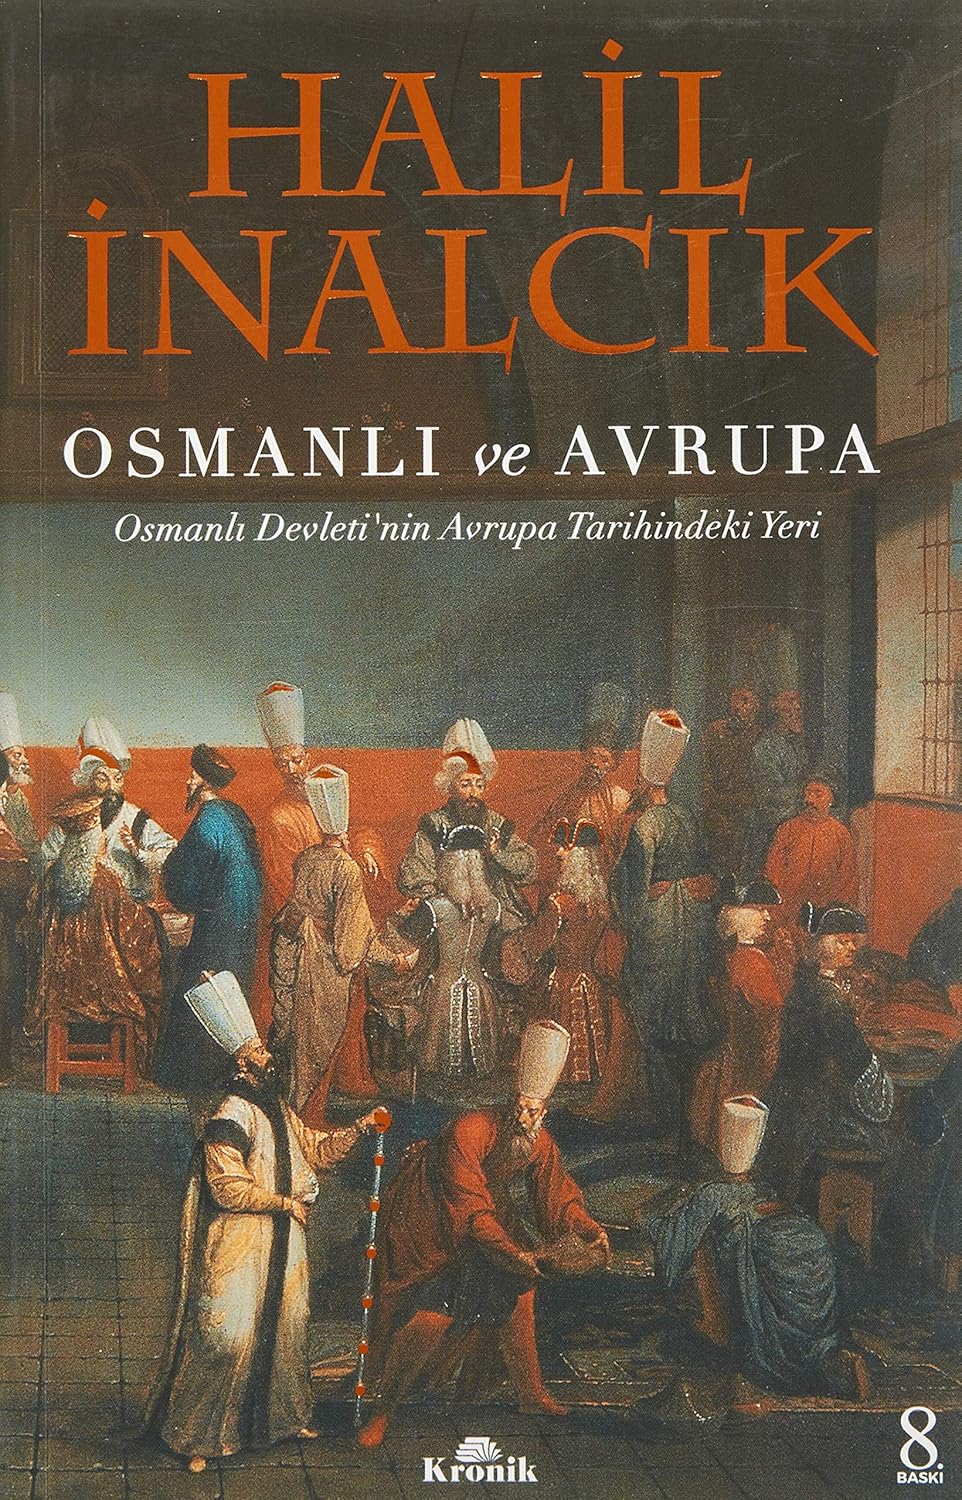 HALİL
İNALCIK
OSMANLI ve AVRUPA
Osmanlı Devleti'nin Avrupa Tarihindeki Yeri
Kronik
8.
BASKI